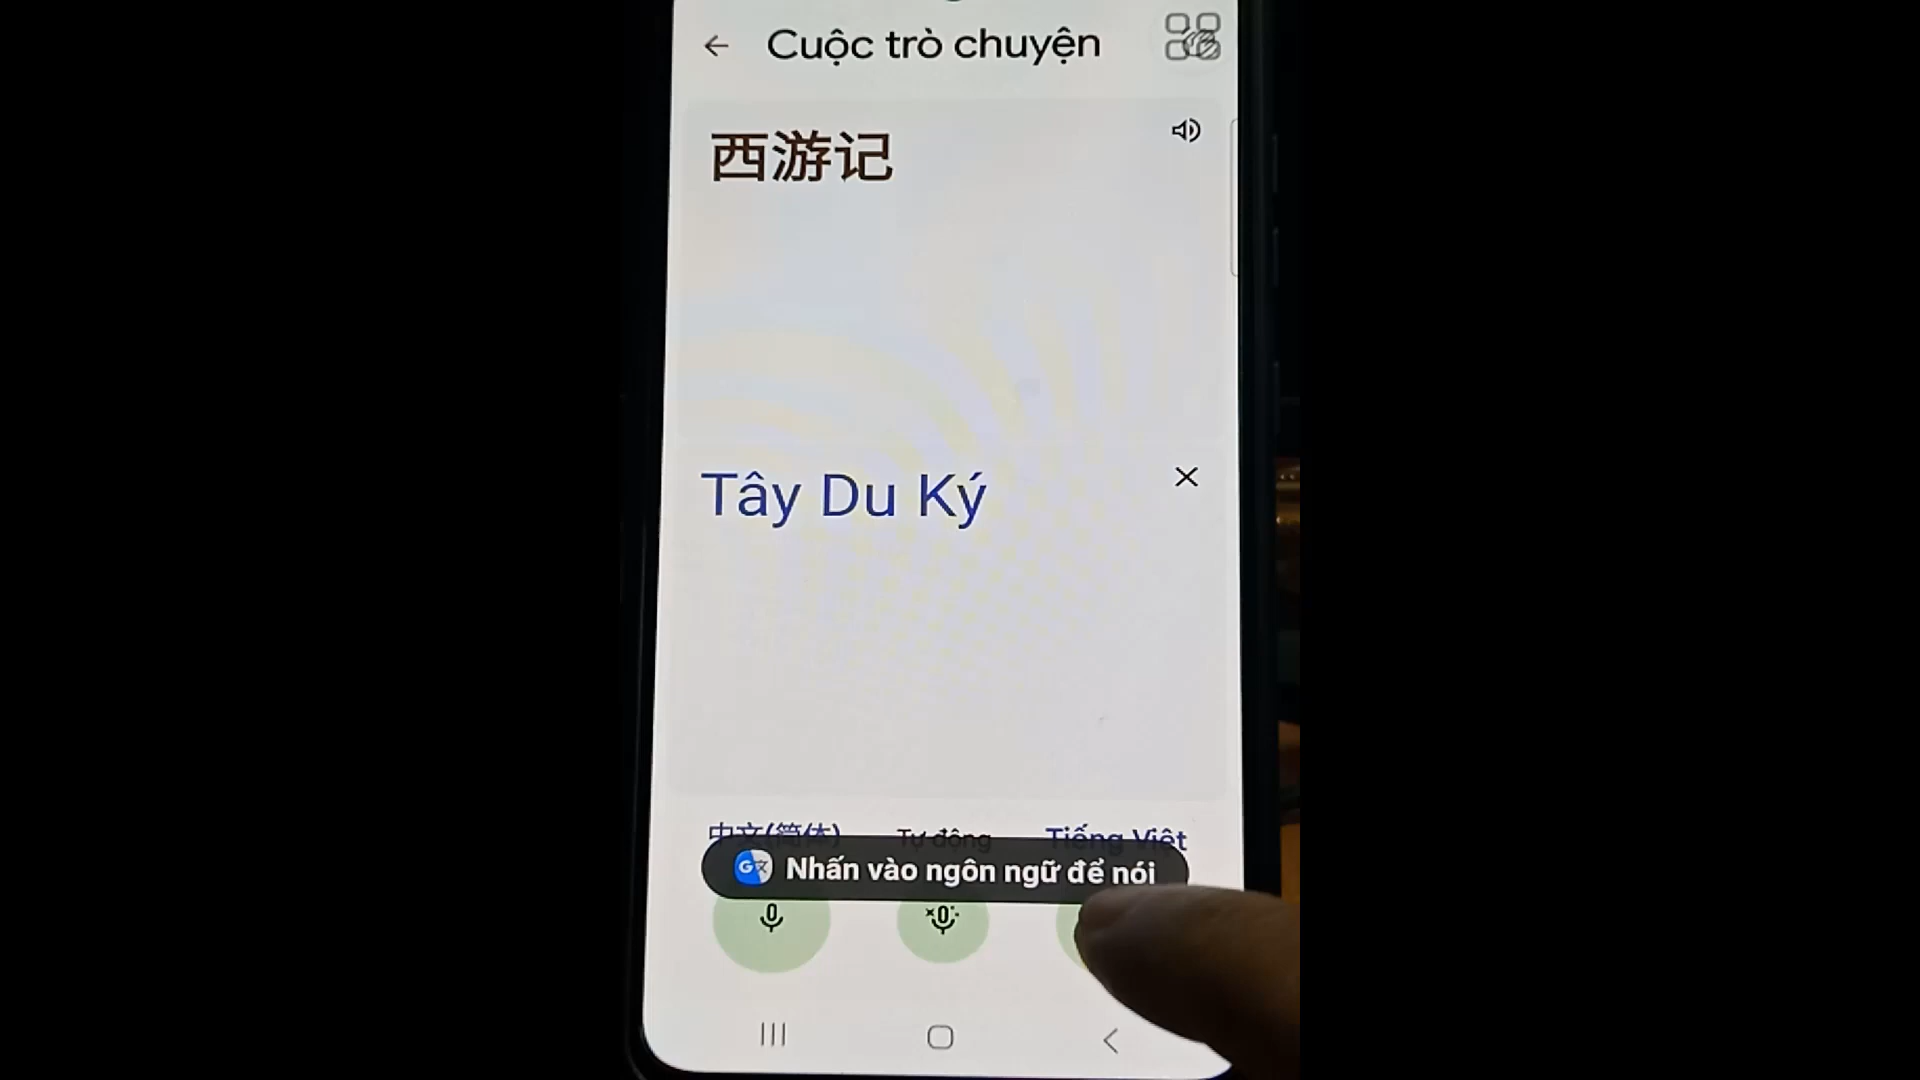 Cuộc trò chuyện
西游记
Tây Du Ký
中文(简体) Tự động Tiếng Việt
Nhấn vào ngôn ngữ để nói